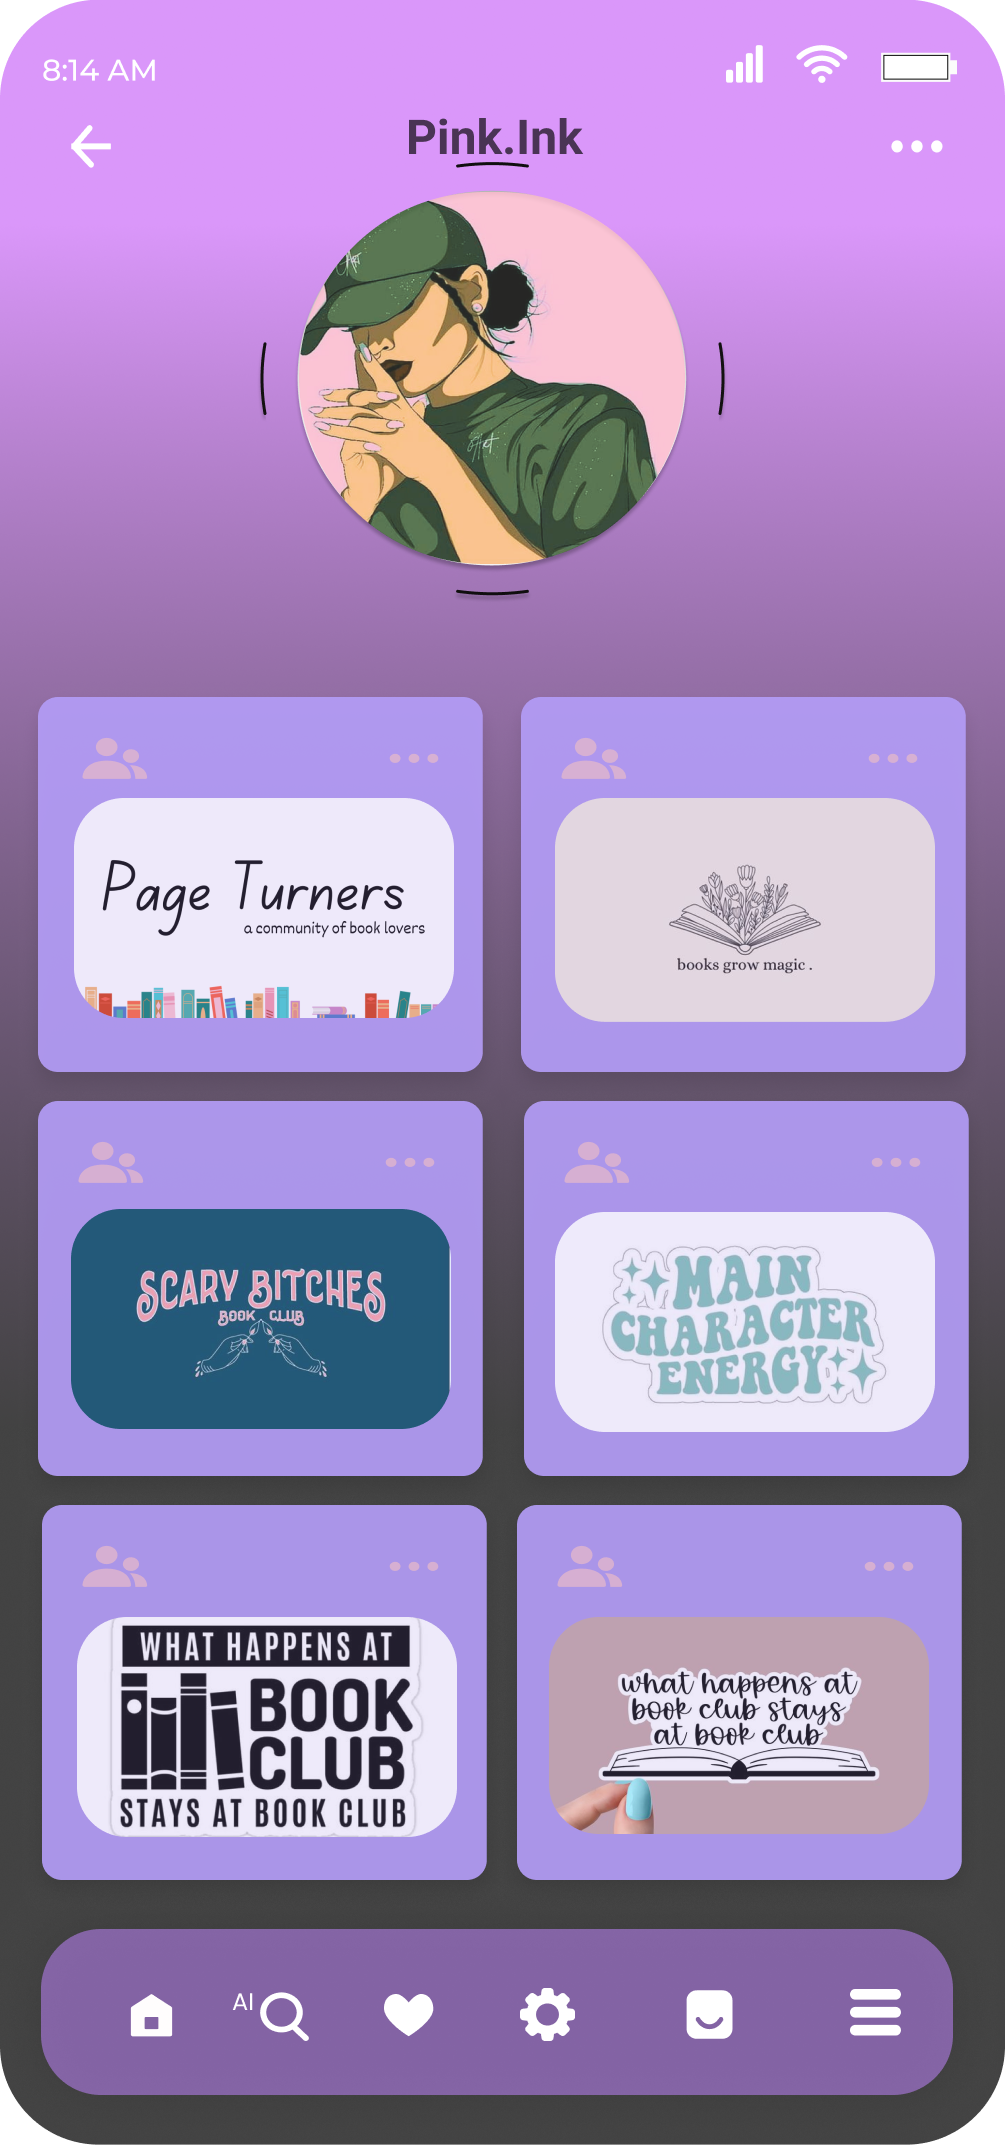 8:14 AM
Pink.Ink
Page Turners
a community of book lovers
books grow magic .
SCARY BITCHES
BOOK CLUB
MAIN
CHARACTER
ENERGY
WHAT HAPPENS AT
BOOK
CLUB
STAYS AT BOOK CLUB
what happens at
book club stays
at book club
AI